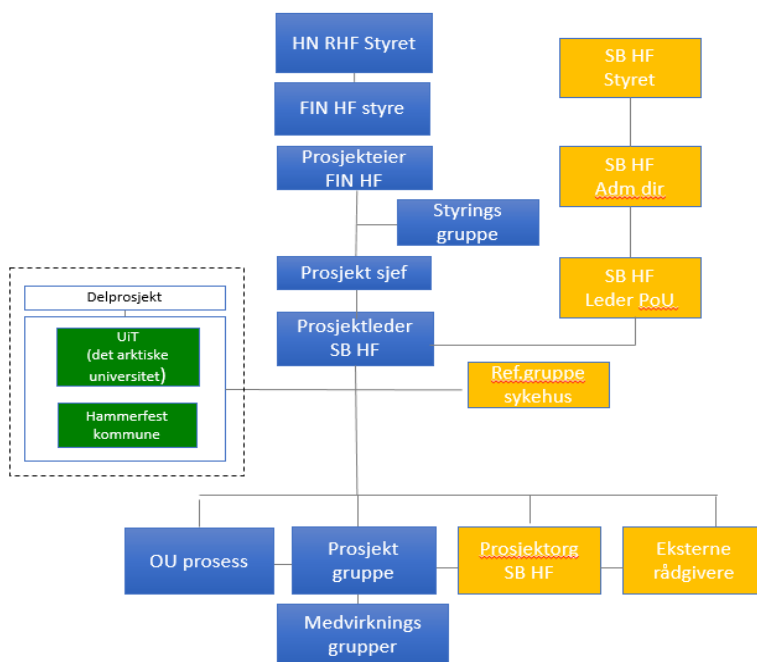 HN RHF Styret
FIN HF styre
Prosjekteier
FIN HF
Styrings
gruppe
Prosjekt sjef
Prosjektleder
SB HF
SB HF
Styret
SB HF
Adm dir
SB HF
Leder PoU
Ref.gruppe
sykehus
Delprosjekt
UiT
(det arktiske
universitet)
Hammerfest
kommune
OU prosess
Prosjekt
gruppe
Prosjektorg
SB HF
Eksterne
rådgivere
Medvirknings
grupper